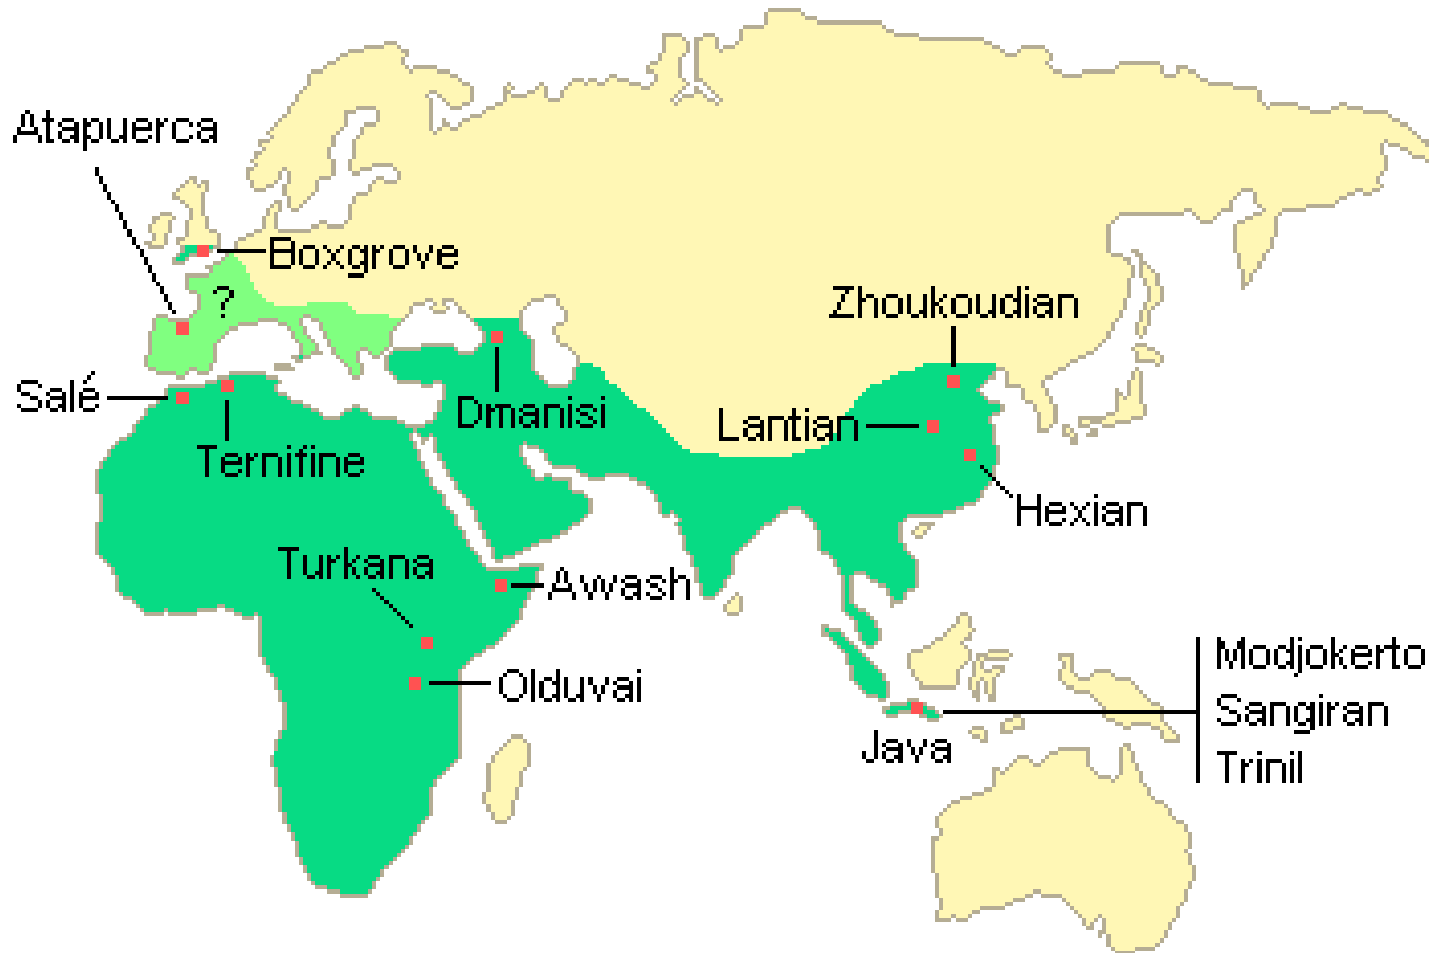 Atapuerca
Boxgrove
?
Zhoukoudian
Salé
Dmanisi
Lantian
Ternifine
Hexian
Turkana
Awash
Olduvai
Modjokerto
Sangiran
Java
Trinil